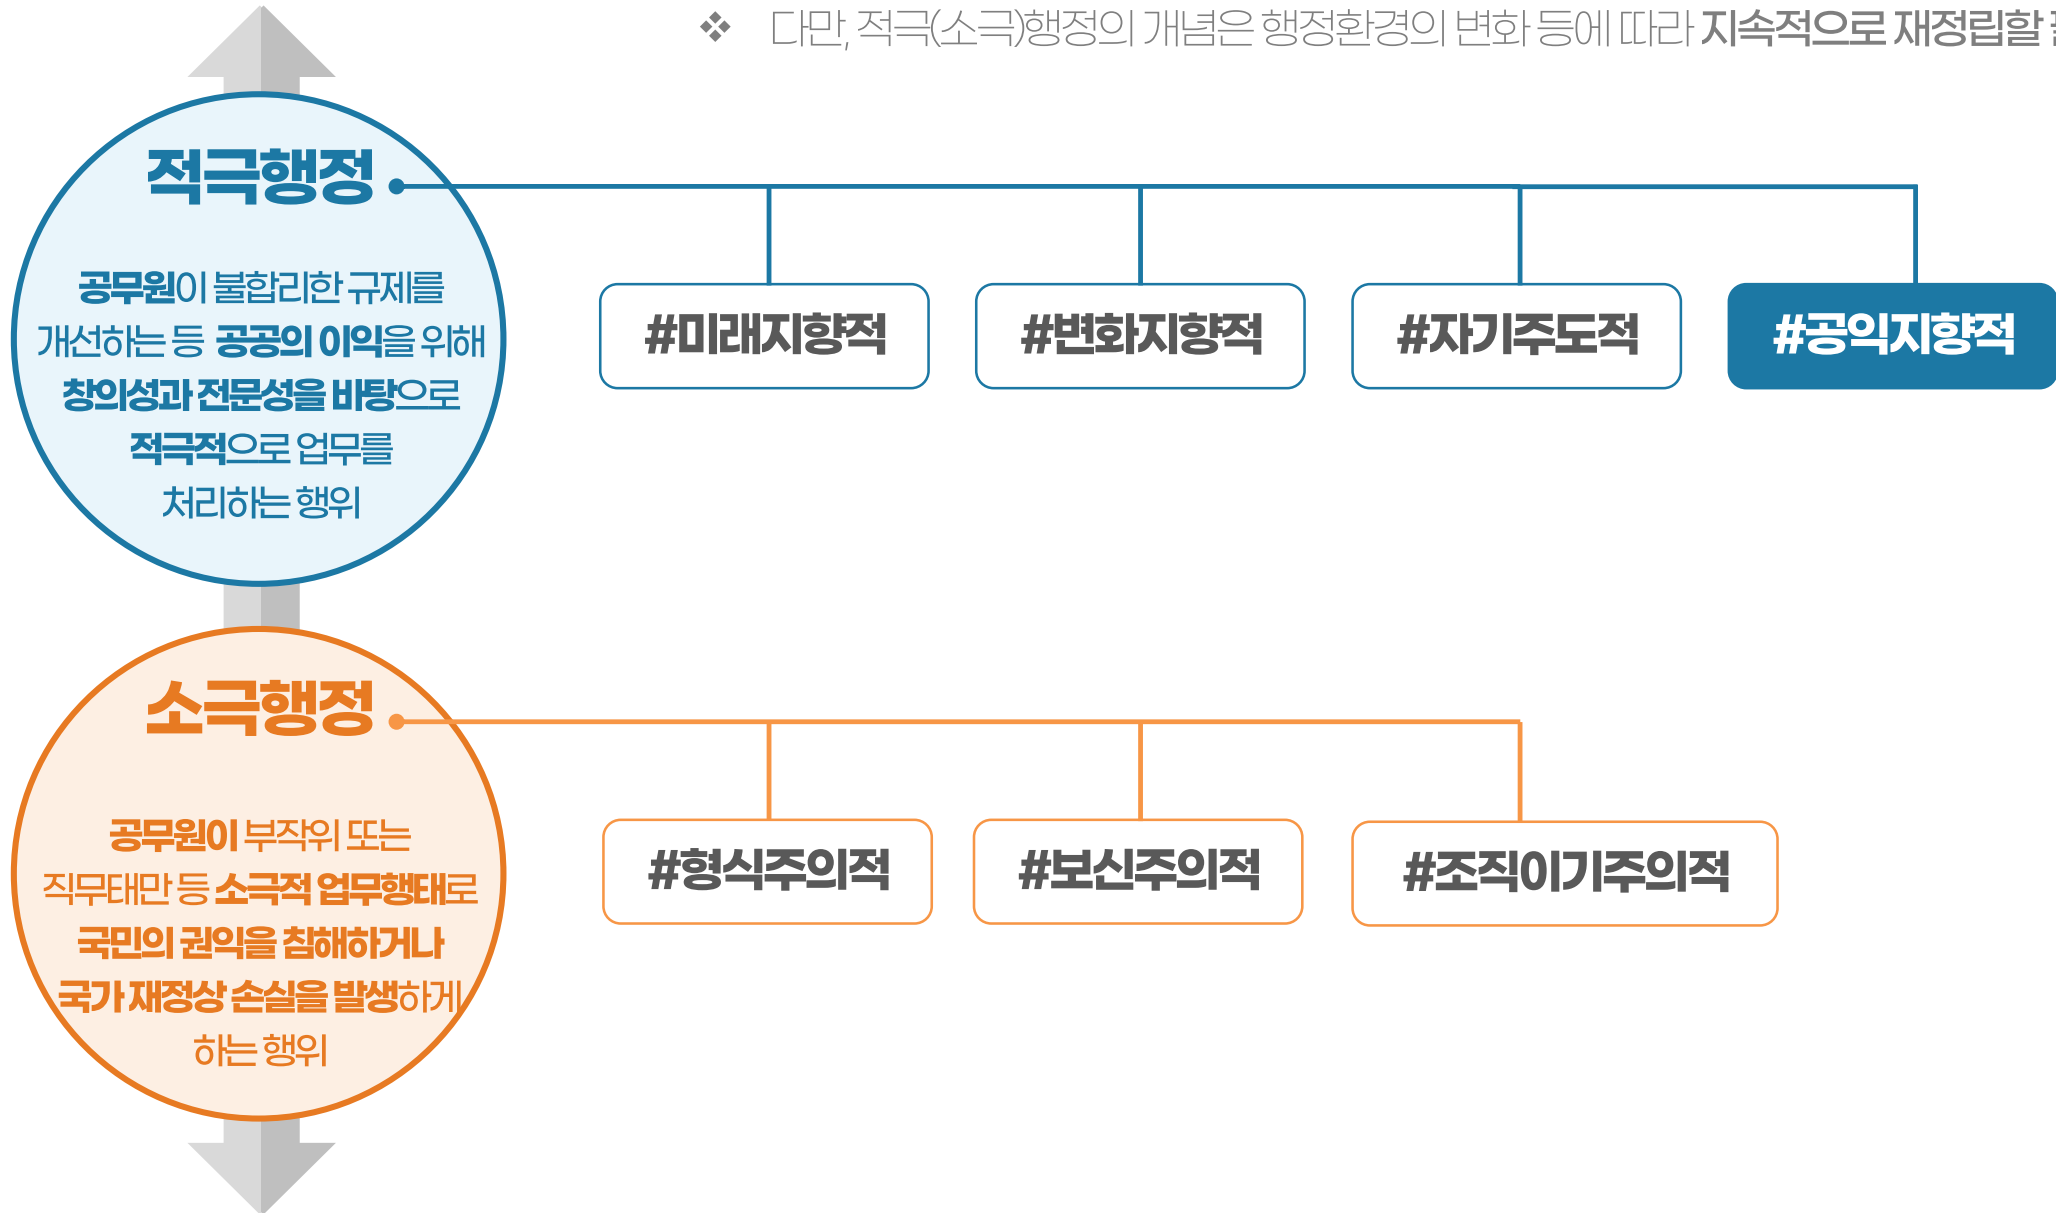 ❖ 다만, 적극(소극)행정의 개념은 행정환경의 변화 등에 따라 지속적으로 재정립할
적극행정
공무원이 불합리한 규제를
개선하는 등 공공의 이익을 위해
창의성과 전문성을 바탕으로
적극적으로 업무를
처리하는 행위
#미래지향적 #변화지향적 #자기주도적 #공익지향적
소극행정
공무원이 부작위 또는
직무태만 등 소극적 업무행태로
국민의 권익을 침해하거나
국가 재정상 손실을 발생하게
하는 행위
#형식주의적 #보신주의적 #조직이기주의적